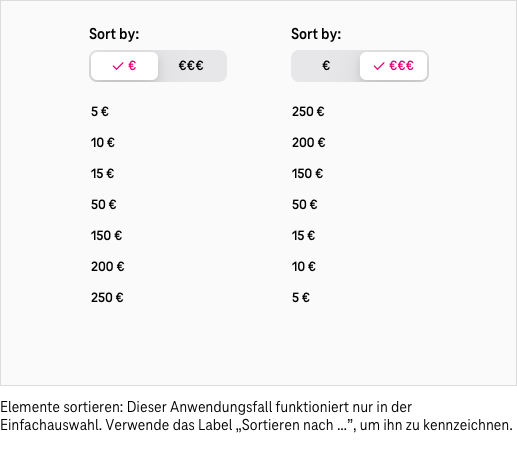 Sort by:
✓ € €€€
5 €
10 €
15 €
50 €
150 €
200 €
250 €
Sort by:
€ ✓ €€€
250 €
200 €
150 €
50 €
15 €
10 €
5 €
Elemente sortieren: Dieser Anwendungsfall funktioniert nur in der
Einfachauswahl. Verwende das Label „Sortieren nach …”, um ihn zu kennzeichnen.